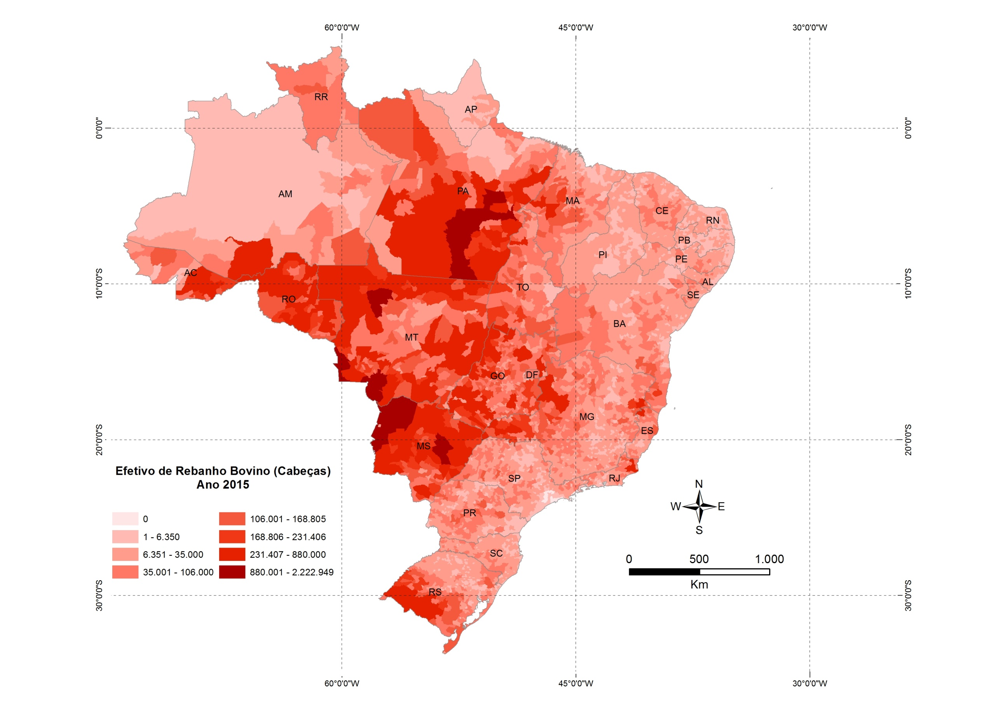 60°0'0"W 45°0'0"W 30°0'0"W
RR
AP
0°0'0" 0°0'0"
PA
AM
MA
CE
RN
PB
PI
PE
AC
AL
10°0'0"S TO 10°0'0"S
SE
RO
BA
MT
DF
GO
MG
ES
20°0'0"S 20°0'0"S
MS
Efetivo de Rebanho Bovino (Cabeças)
Ano 2015
SP
RJ
N
W E
S
PR
0 106.001 - 168.805
1 - 6.350 168.806 - 231.406
6.351 - 35.000 231.407 - 880.000
35.001 - 106.000 880.001 - 2.222.949
SC
0 500 1.000
Km
RS
30°0'0"S 30°0'0"S
60°0'0"W 45°0'0"W 30°0'0"W